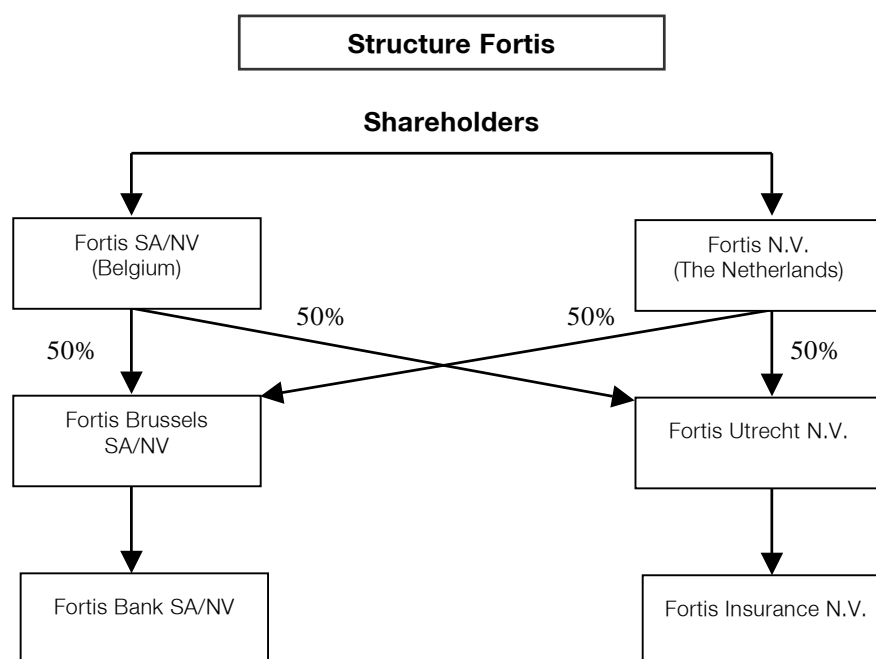 Structure Fortis
Shareholders
Fortis SA/NV
(Belgium)
Fortis N.V.
(The Netherlands)
50%
50%
50%
50%
Fortis Brussels
SA/NV
Fortis Utrecht N.V.
Fortis Bank SA/NV
Fortis Insurance N.V.